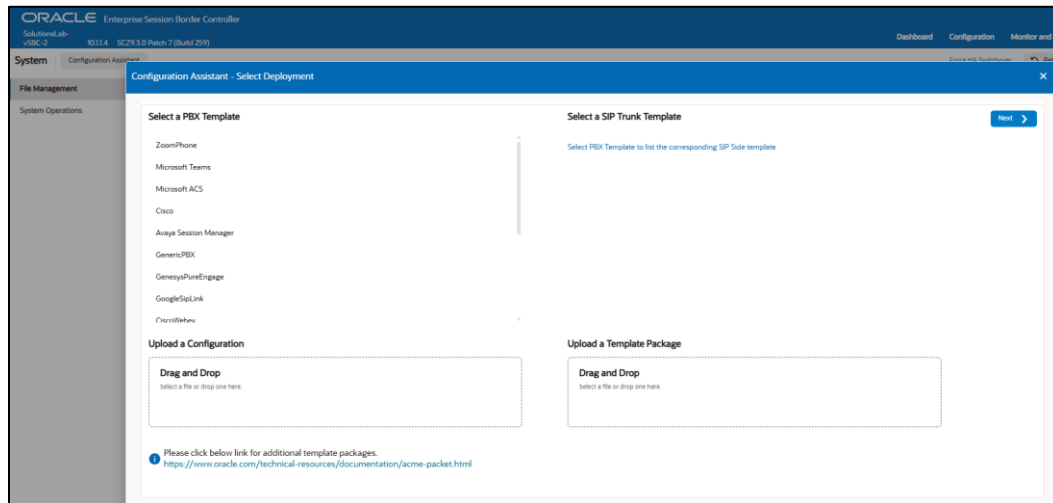 ORACLE Enterprise Session Border Controller
SolutionsLab-
vSBC-2 10.11.4 SCZ9.3.0 Patch 7 (Build 259)
Dashboard Configuration Monitor and
System Configuration Assistant
Force HA Switchover
Configuration Assistant - Select Deployment
File Management
System Operations
Select a PBX Template
Select a SIP Trunk Template
Next
ZoomPhone
Select PBX Template to list the corresponding SIP Side template
Microsoft Teams
Microsoft ACS
Cisco
Avaya Session Manager
GenericPBX
GenesysPureEngage
GoogleSipLink
CiscoWebex
Upload a Configuration
Upload a Template Package
Drag and Drop
Select a file or drop one here.
Drag and Drop
Select a file or drop one here.
Please click below link for additional template packages.
https://www.oracle.com/technical-resources/documentation/acme-packet.html